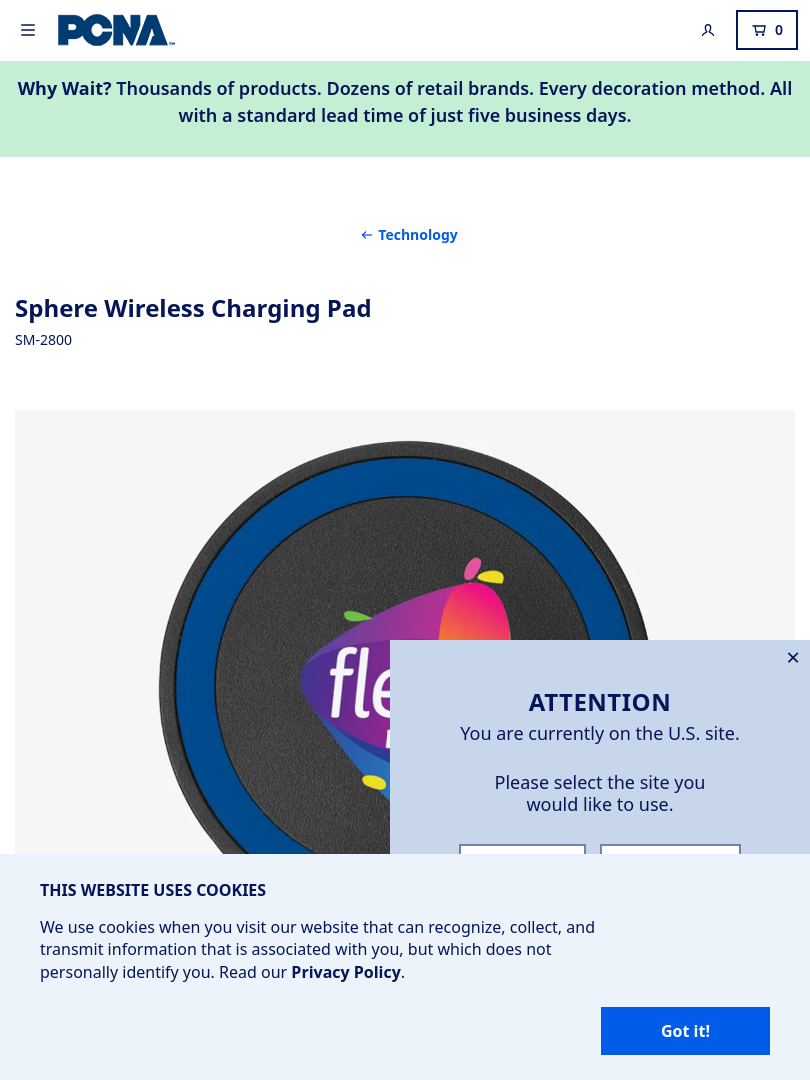 PCNA
0
Why Wait? Thousands of products. Dozens of retail brands. Every decoration method. All
with a standard lead time of just five business days.
← Technology
Sphere Wireless Charging Pad
SM-2800
ATTENTION
You are currently on the U.S. site.
Please select the site you
would like to use.
THIS WEBSITE USES COOKIES
We use cookies when you visit our website that can recognize, collect, and
transmit information that is associated with you, but which does not
personally identify you. Read our Privacy Policy.
Got it!